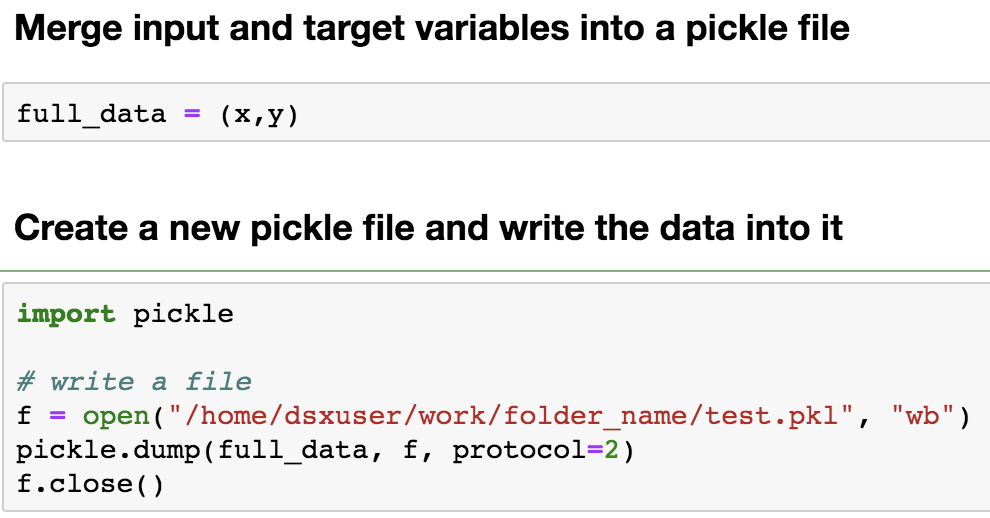 Merge input and target variables into a pickle file
full_data = (x,y)
Create a new pickle file and write the data into it
import pickle
# write a file
f = open("/home/dsxuser/work/folder_name/test.pkl", "wb")
pickle.dump(full_data, f, protocol=2)
f.close()